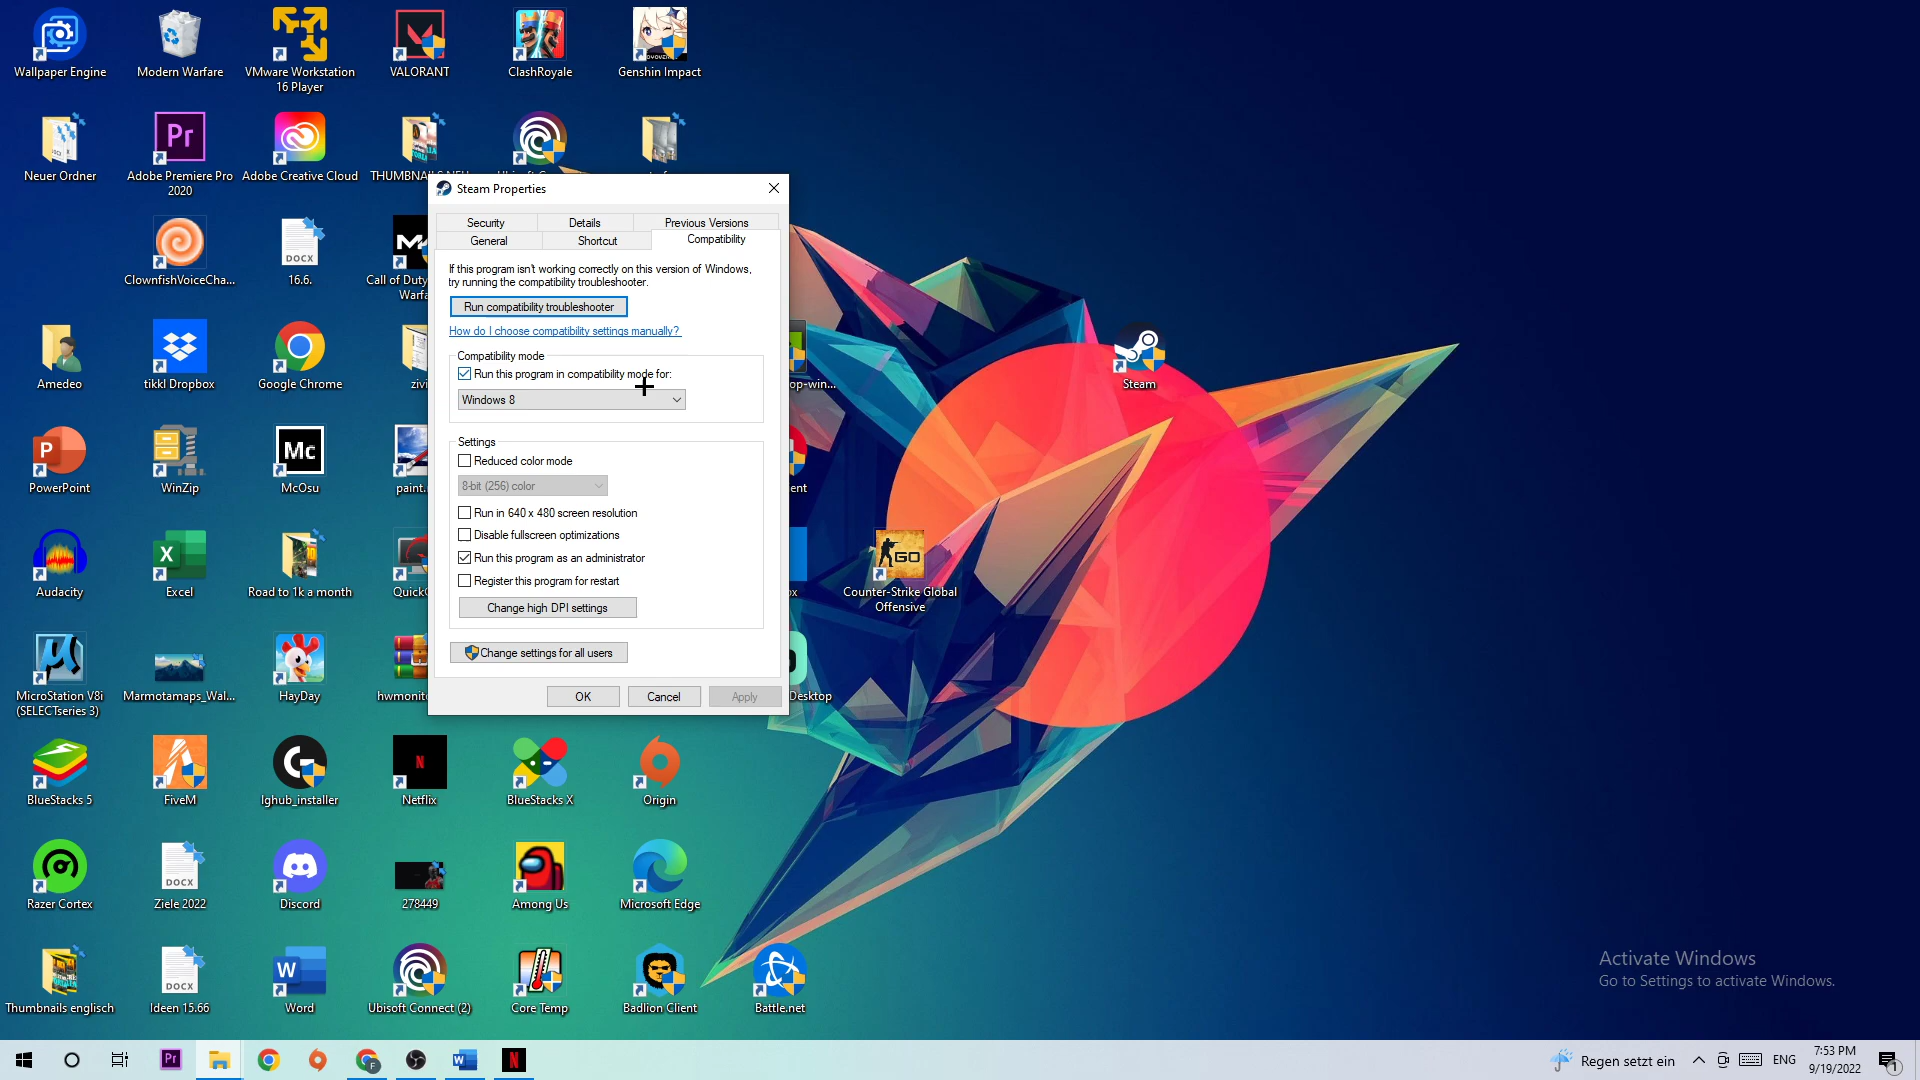 Wallpaper Engine
Modern Warfare
VMware Workstation
16 Player
VALORANT
ClashRoyale
Genshin Impact
Neuer Ordner
Adobe Premiere Pro
2020
Adobe Creative Cloud
ClownfishVoiceCha...
16.6.
Call of Duty
Amedeo
tikkl Dropbox
Google Chrome
op-win...
Steam
PowerPoint
WinZip
McOsu
Audacity
Excel
Road to 1k a month
Counter-Strike Global
Offensive
MicroStation V8i
(SELECTseries 3)
Marmotamaps_Wal...
HayDay
hwmonit
Desktop
BlueStacks 5
FiveM
lghub_installer
Netflix
BlueStacks X
Origin
Razer Cortex
Ziele 2022
Discord
278449
Among Us
Microsoft Edge
Thumbnails englisch
Ideen 15.66
Word
Ubisoft Connect (2)
Core Temp
Badlion Client
Battle.net
Steam Properties
Security
Details
Previous Versions
General
Shortcut
Compatibility
If this program isn't working correctly on this version of Windows,
try running the compatibility troubleshooter.
Run compatibility troubleshooter
How do I choose compatibility settings manually?
Compatibility mode
Run this program in compatibility mode for:
Windows 8
Settings
Reduced color mode
8-bit (256) color
Run in 640 x 480 screen resolution
Disable fullscreen optimizations
Run this program as an administrator
Register this program for restart
Change high DPI settings
Change settings for all users
OK
Cancel
Apply
Activate Windows
Go to Settings to activate Windows.
Regen setzt ein
ENG
7:53 PM
9/19/2022
1